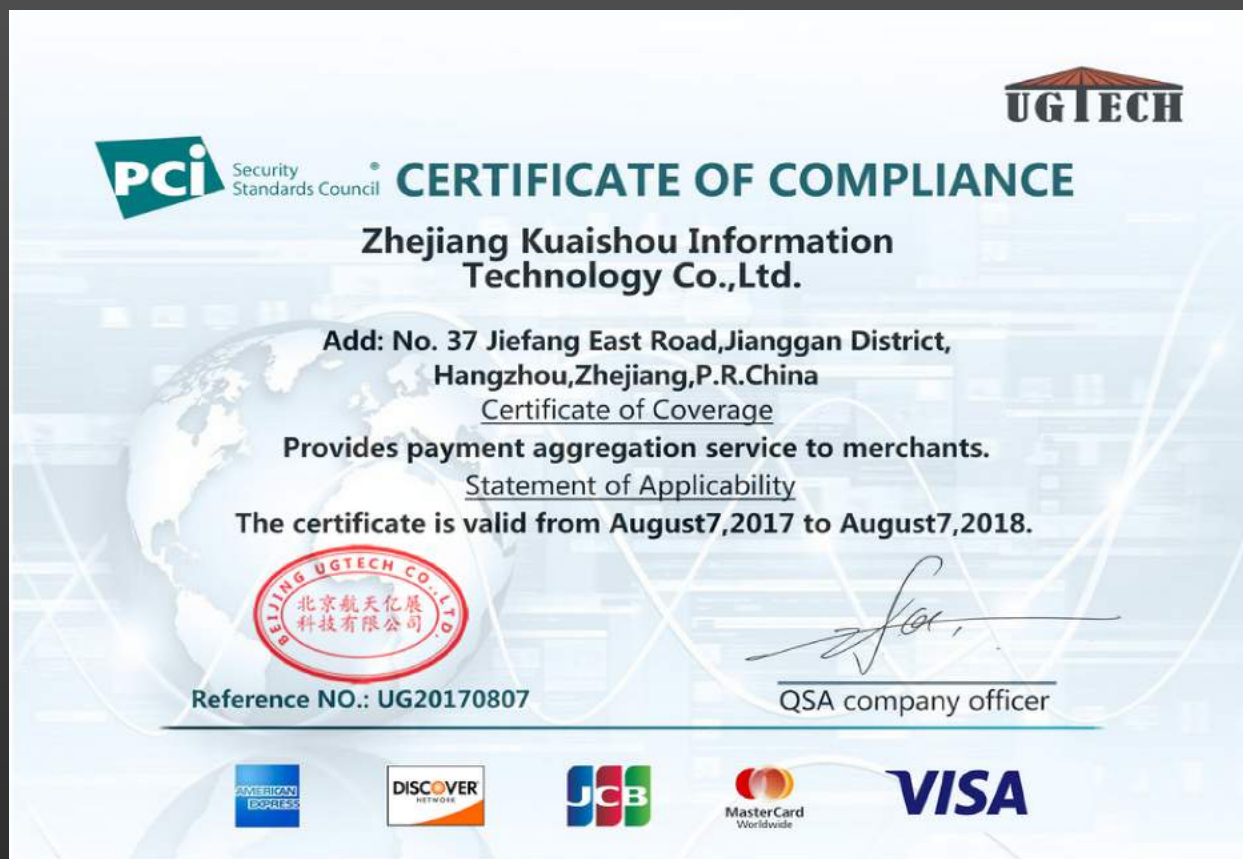 UGTECH
PCi Security
Standards Council ® CERTIFICATE OF COMPLIANCE
Zhejiang Kuaishou Information
Technology Co.,Ltd.
Add: No. 37 Jiefang East Road,Jianggan District,
Hangzhou,Zhejiang,P.R.China
Certificate of Coverage
Provides payment aggregation service to merchants.
Statement of Applicability
The certificate is valid from August7,2017 to August7,2018.
BEIJING UGTECH CO.,LTD.
北京航天亿展
科技有限公司
Reference NO.: UG20170807
QSA company officer
AMERICAN
EXPRESS
DISCOVER
NETWORK
JCB
MasterCard
Worldwide
VISA